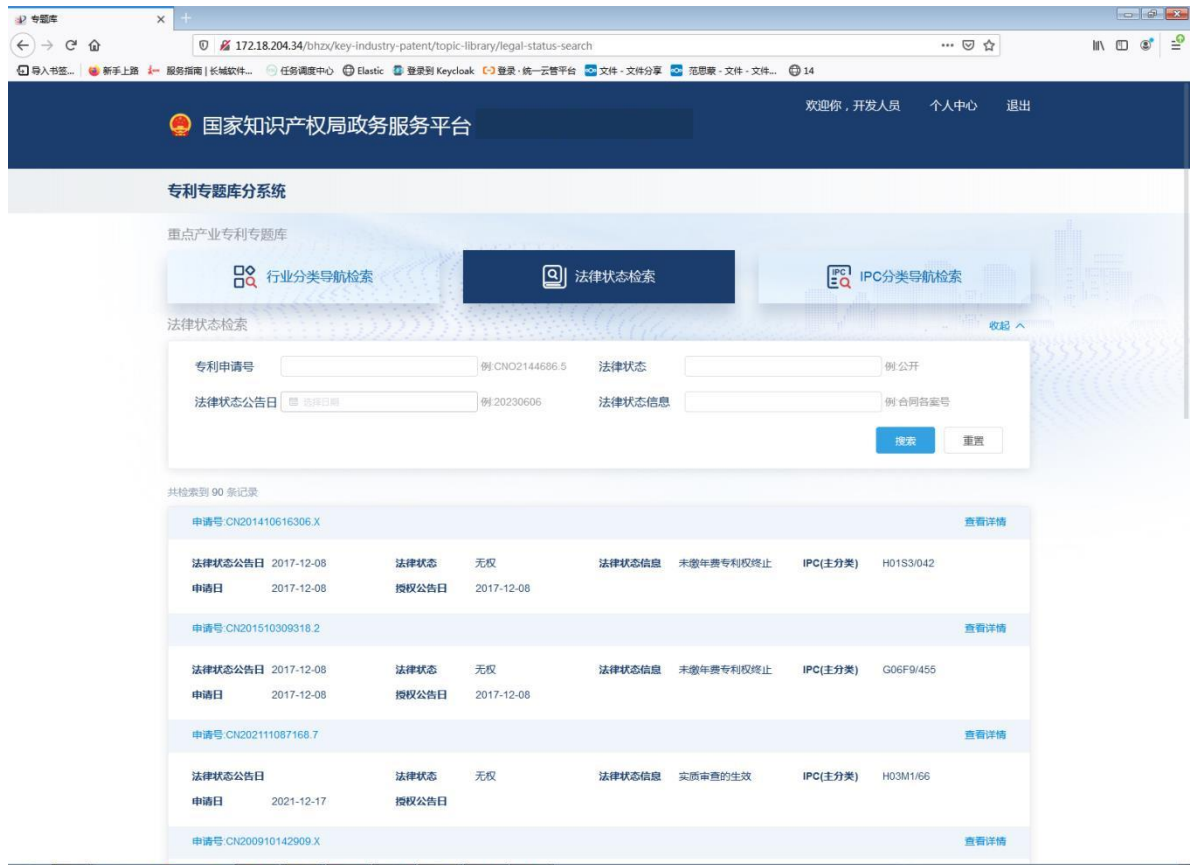 专题库
172.18.204.34/bhzx/key-industry-patent/topic-library/legal-status-search
导入书签... 新手上路 服务指南 | 长城软件... 任务调度中心 Elastic 登录到 Keycloak 登录 · 统一云管平台 文件 - 文件分享 范思蒙 - 文件 - 文件... 14
欢迎你，开发人员 个人中心 退出
国家知识产权局政务服务平台
专利专题库分系统
重点产业专利专题库
行业分类导航检索 法律状态检索 IPC IPC分类导航检索
法律状态检索 收起
专利申请号 例:CNO2144686.5 法律状态 例:公开
法律状态公告日 选择日期 例:20230606 法律状态信息 例:合同各案号
搜索 重置
共检索到 90 条记录
申请号:CN201410616306.X 查看详情
法律状态公告日 2017-12-08 法律状态 无权 法律状态信息 未缴年费专利权终止 IPC(主分类) H01S3/042
申请日 2017-12-08 授权公告日 2017-12-08
申请号:CN201510309318.2 查看详情
法律状态公告日 2017-12-08 法律状态 无权 法律状态信息 未缴年费专利权终止 IPC(主分类) G06F9/455
申请日 2017-12-08 授权公告日 2017-12-08
申请号:CN202111087168.7 查看详情
法律状态公告日 法律状态 无权 法律状态信息 实质审查的生效 IPC(主分类) H03M1/66
申请日 2021-12-17 授权公告日
申请号:CN200910142909.X 查看详情